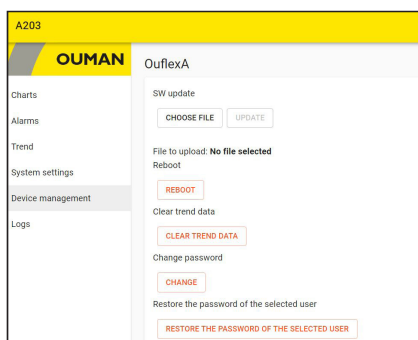 A203
OUMAN
Charts
Alarms
Trend
System settings
Device management
Logs
OuflexA
SW update
CHOOSE FILE UPDATE
File to upload: No file selected
Reboot
REBOOT
Clear trend data
CLEAR TREND DATA
Change password
CHANGE
Restore the password of the selected user
RESTORE THE PASSWORD OF THE SELECTED USER